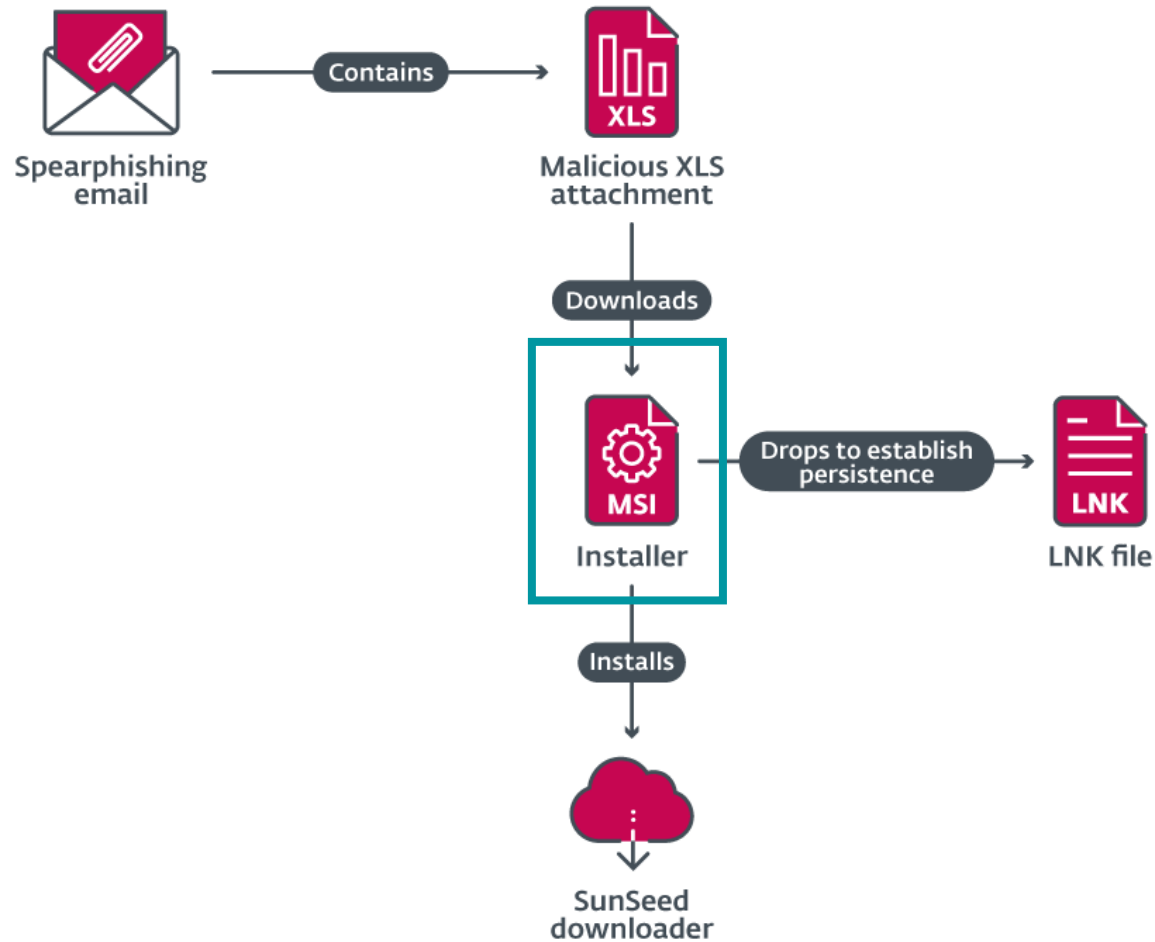 Contains
XLS
Spearphishing
email
Malicious XLS
attachment
Downloads
MSI
Installer
Drops to establish
persistence
LNK
LNK file
Installs
SunSeed
downloader